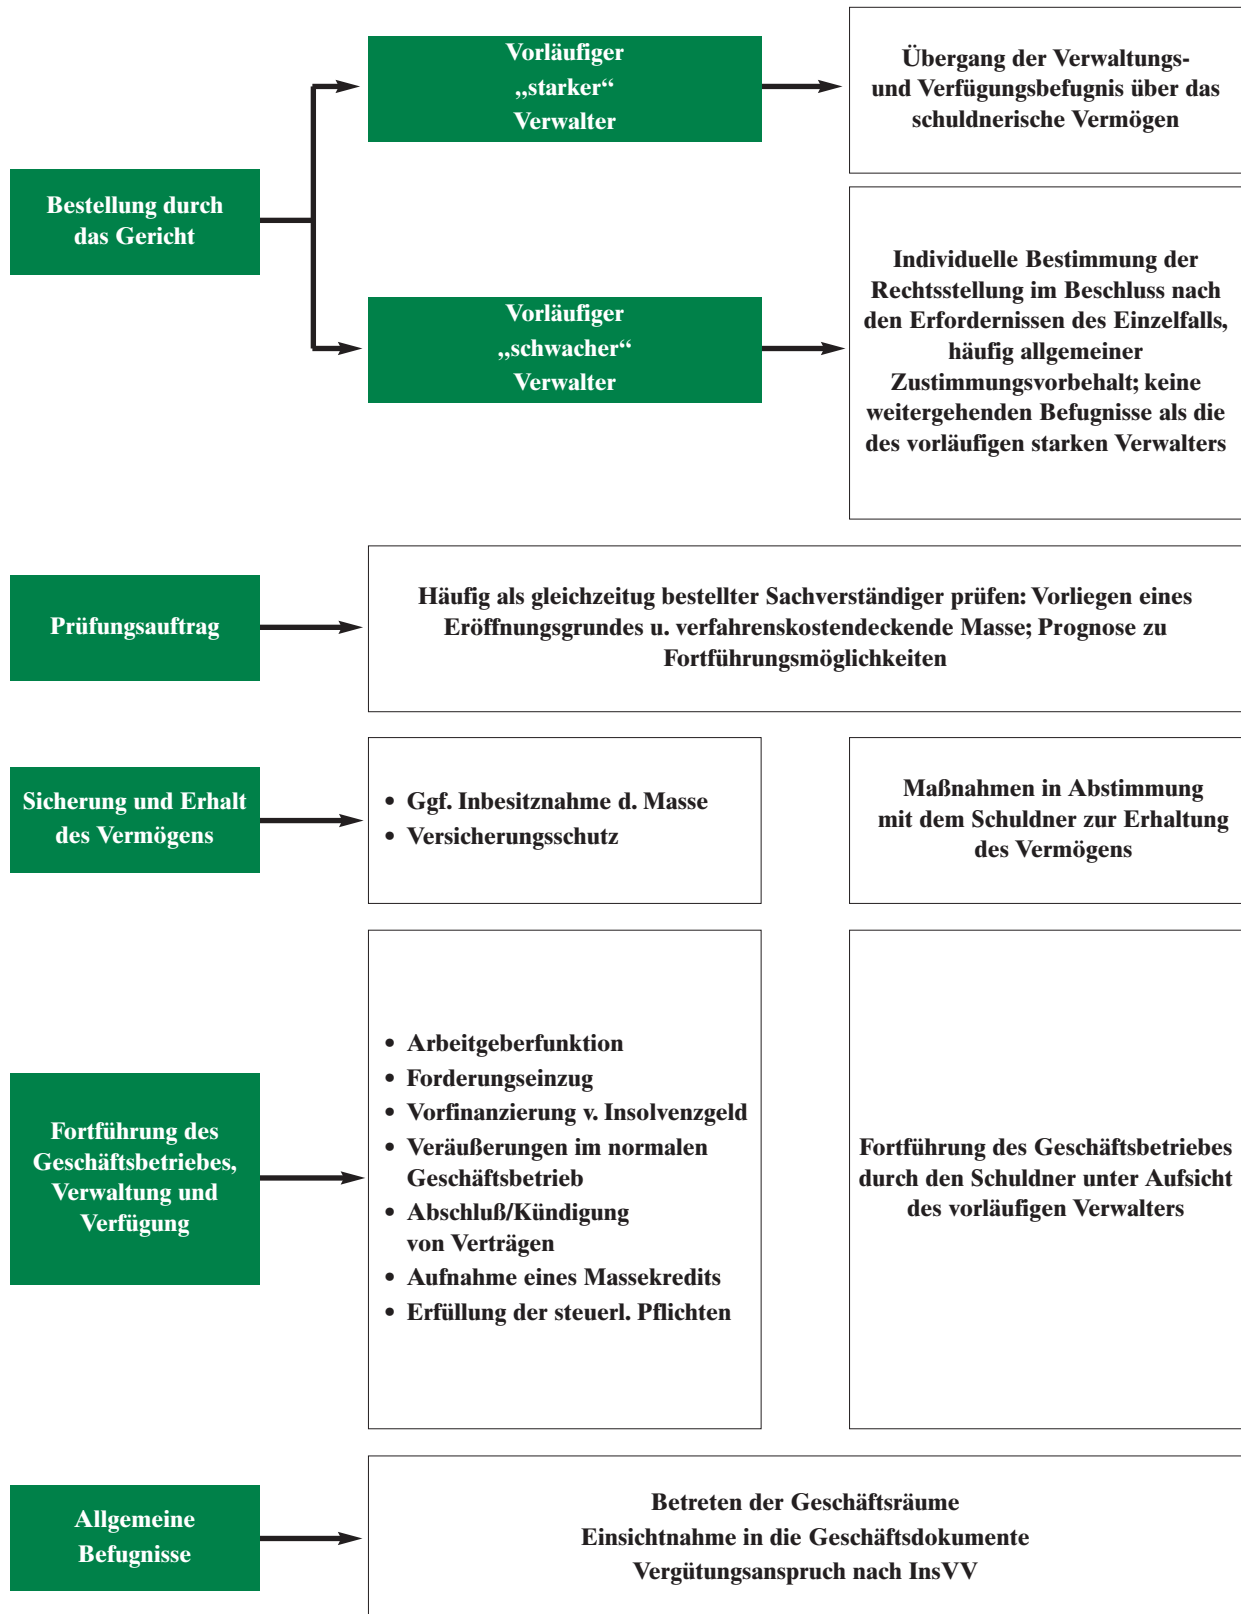 Bestellung durch
das Gericht
Vorläufiger
„starker“
Verwalter
Übergang der Verwaltungs-
und Verfügungsbefugnis über das
schuldnerische Vermögen
Vorläufiger
„schwacher“
Verwalter
Individuelle Bestimmung der
Rechtsstellung im Beschluss nach
den Erfordernissen des Einzelfalls,
häufig allgemeiner
Zustimmungsvorbehalt; keine
weitergehenden Befugnisse als die
des vorläufigen starken Verwalters
Prüfungsauftrag
Häufig als gleichzeitug bestellter Sachverständiger prüfen: Vorliegen eines
Eröffnungsgrundes u. verfahrenskostendeckende Masse; Prognose zu
Fortführungsmöglichkeiten
Sicherung und Erhalt
des Vermögens
• Ggf. Inbesitznahme d. Masse
• Versicherungsschutz
Maßnahmen in Abstimmung
mit dem Schuldner zur Erhaltung
des Vermögens
Fortführung des
Geschäftsbetriebes,
Verwaltung und
Verfügung
• Arbeitgeberfunktion
• Forderungseinzug
• Vorfinanzierung v. Insolvenzgeld
• Veräußerungen im normalen
Geschäftsbetrieb
• Abschluß/Kündigung
von Verträgen
• Aufnahme eines Massekredits
• Erfüllung der steuerl. Pflichten
Fortführung des Geschäftsbetriebes
durch den Schuldner unter Aufsicht
des vorläufigen Verwalters
Allgemeine
Befugnisse
Betreten der Geschäftsräume
Einsichtnahme in die Geschäftsdokumente
Vergütungsanspruch nach InsVV